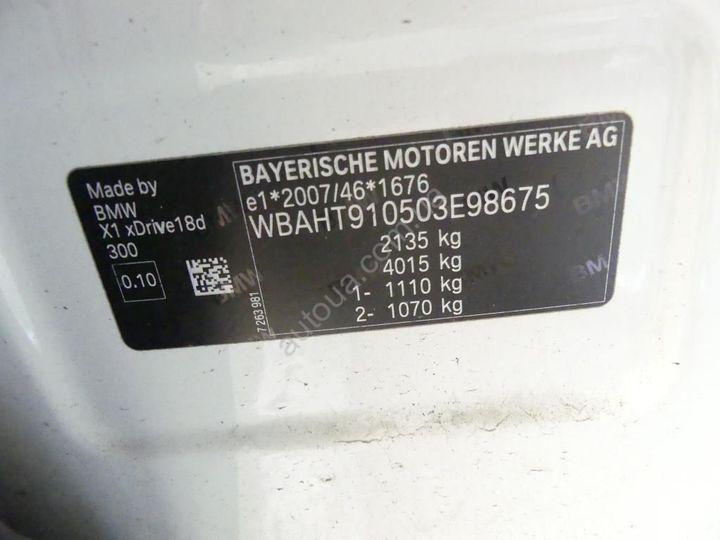 Made by
BMW
X1 xDrive18d
300
0.10
7 263 981
BAYERISCHE MOTOREN WERKE AG
e1*2007/46*1676
WBAHT910503E98675
2135 kg
4015 kg
1- 1110 kg
2- 1070 kg
autoua.com.ua